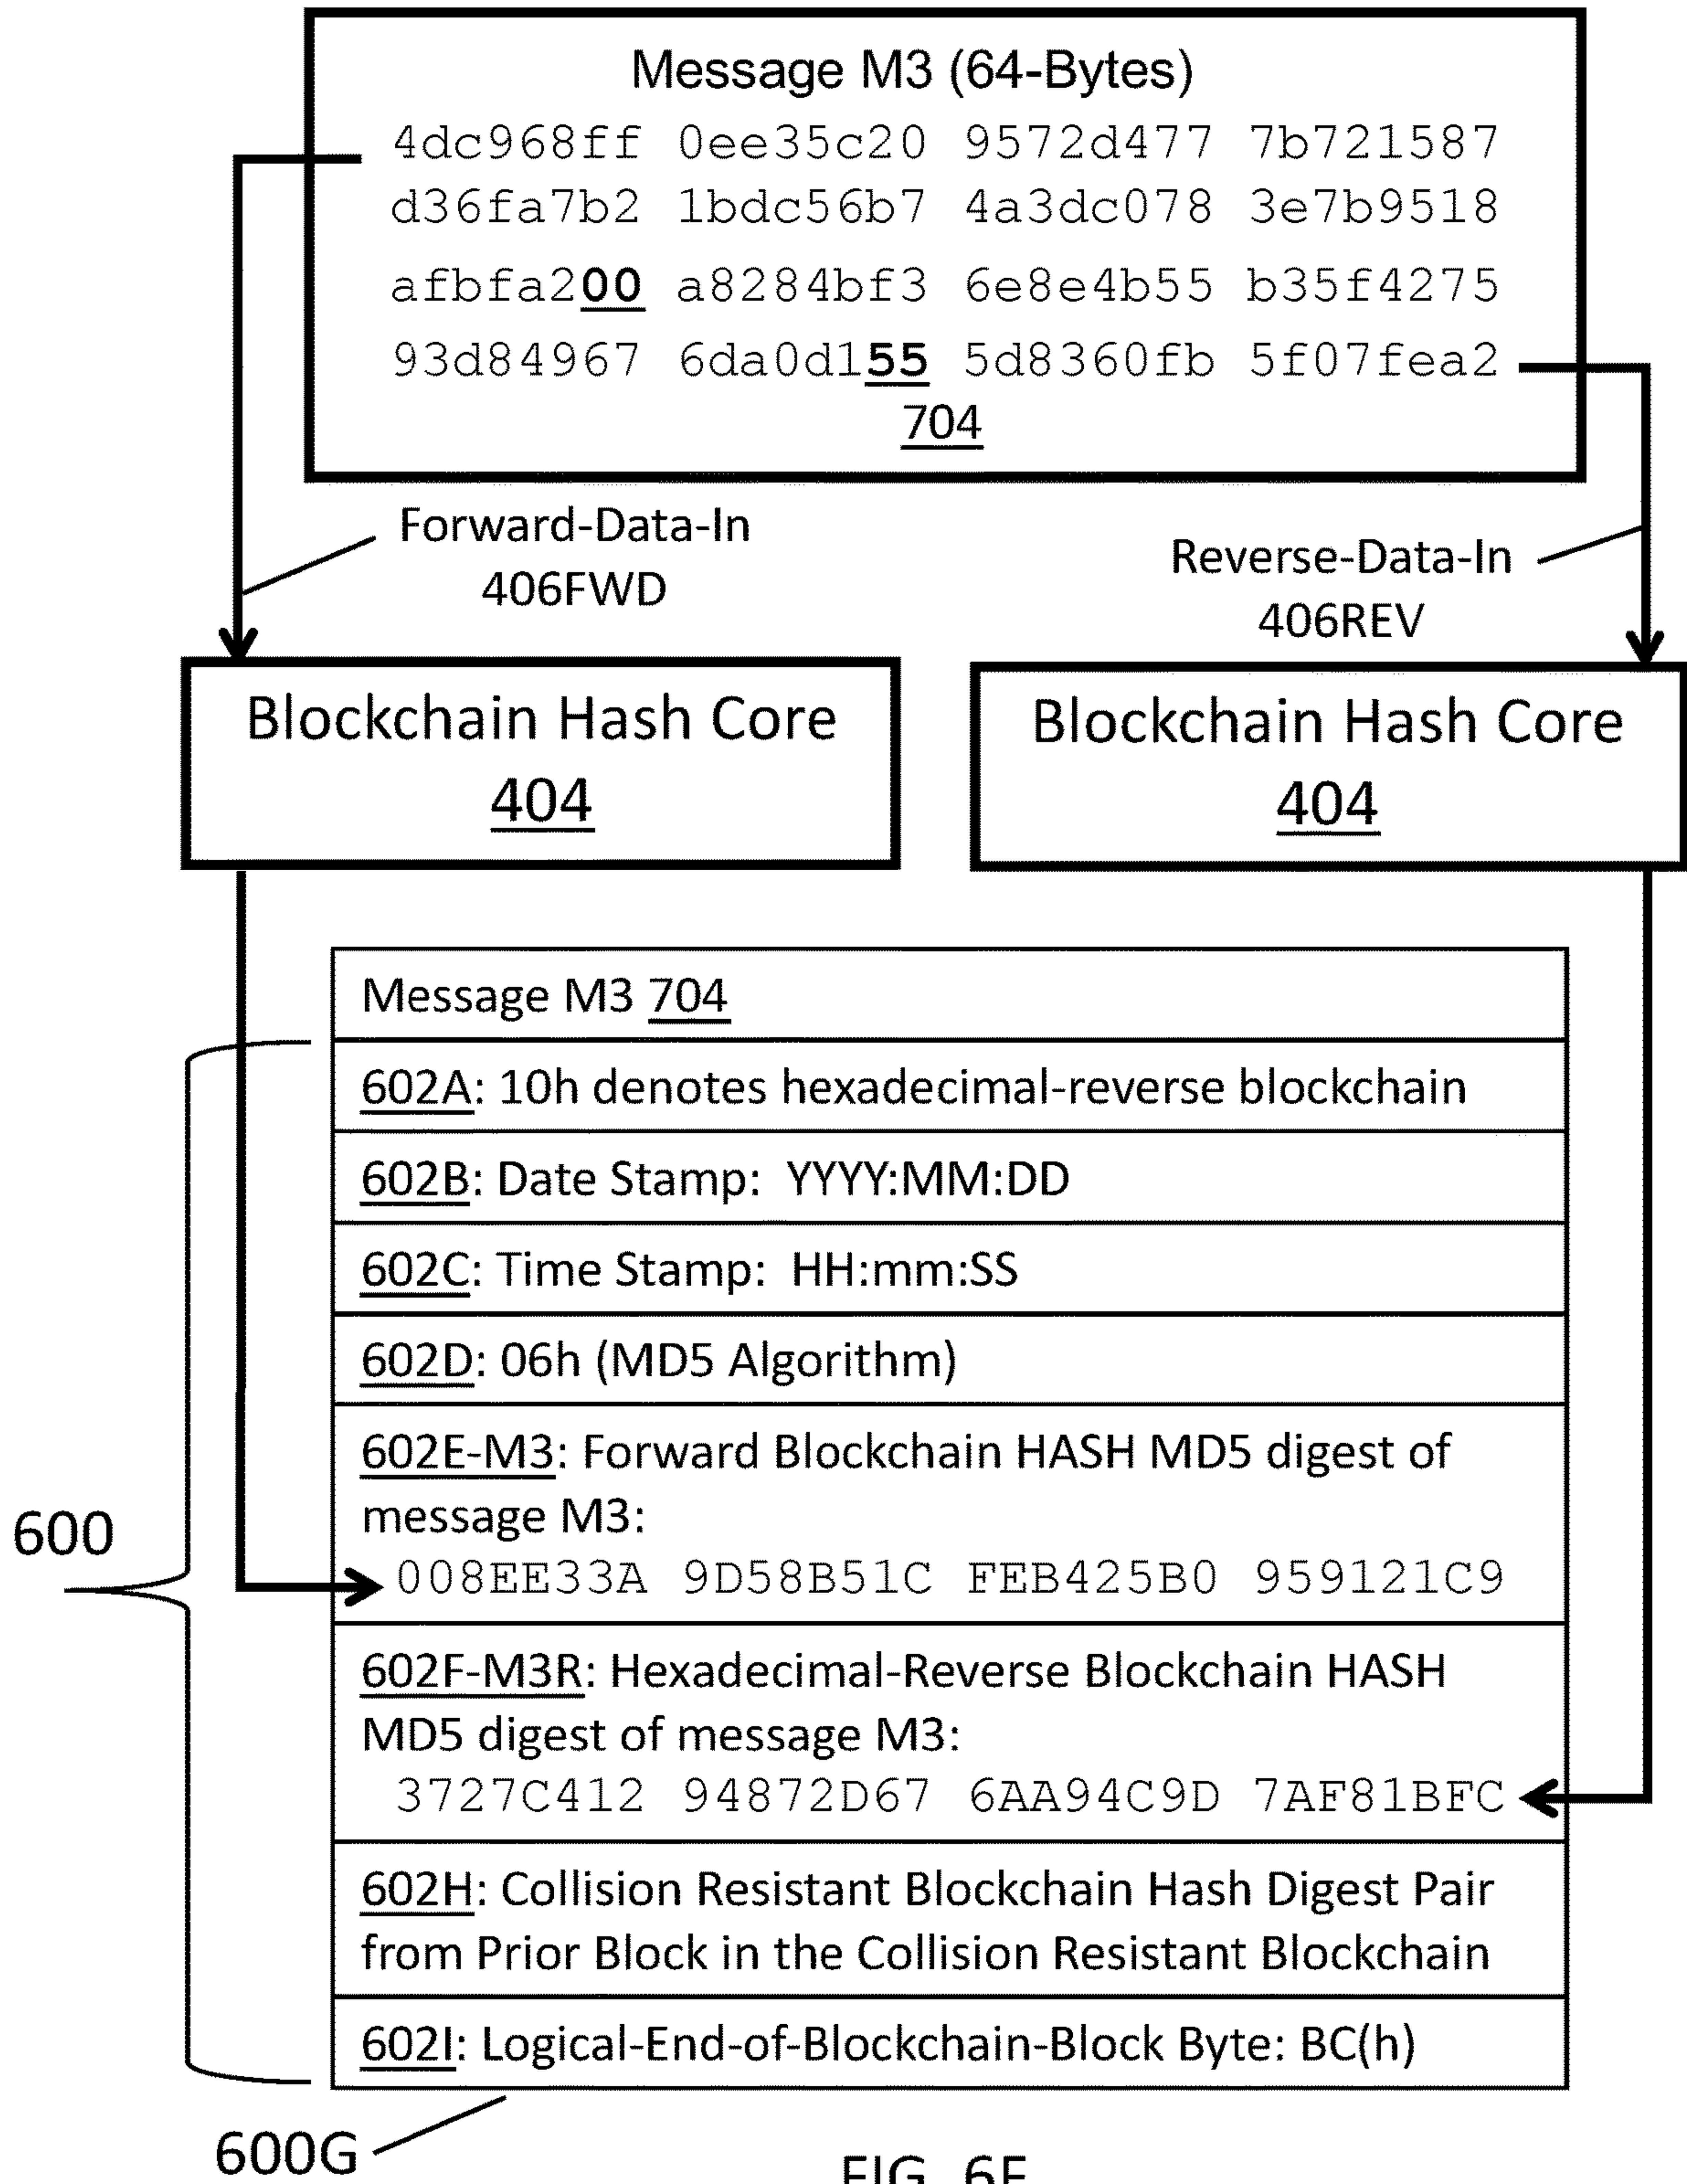 Message M3 (64-Bytes)
4dc968ff 0ee35c20 9572d477 7b721587
d36fa7b2 1bdc56b7 4a3dc078 3e7b9518
afbfa200 a8284bf3 6e8e4b55 b35f4275
93d84967 6da0d155 5d8360fb 5f07fea2
704
Forward-Data-In
406FWD
Reverse-Data-In
406REV
Blockchain Hash Core
404
Blockchain Hash Core
404
Message M3 704
602A: 10h denotes hexadecimal-reverse blockchain
602B: Date Stamp: YYYY:MM:DD
602C: Time Stamp: HH:mm:SS
602D: 06h (MD5 Algorithm)
602E-M3: Forward Blockchain HASH MD5 digest of
message M3:
008EE33A 9D58B51C FEB425B0 959121C9
602F-M3R: Hexadecimal-Reverse Blockchain HASH
MD5 digest of message M3:
3727C412 94872D67 6AA94C9D 7AF81BFC
602H: Collision Resistant Blockchain Hash Digest Pair
from Prior Block in the Collision Resistant Blockchain
602I: Logical-End-of-Blockchain-Block Byte: BC(h)
600
600G